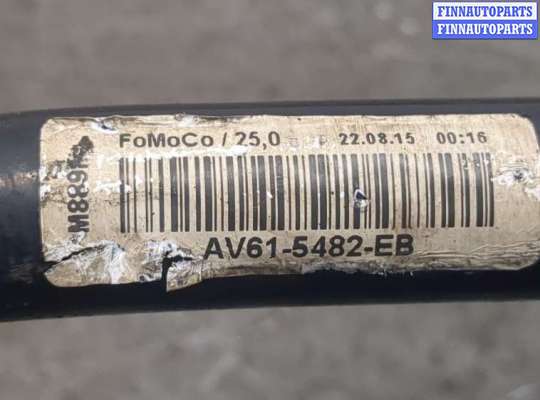 FINNAUTOPARTS
FINNAUTOPARTS
FoMoCo / 25,0 22.08.15 00:16
AV61-5482-EB